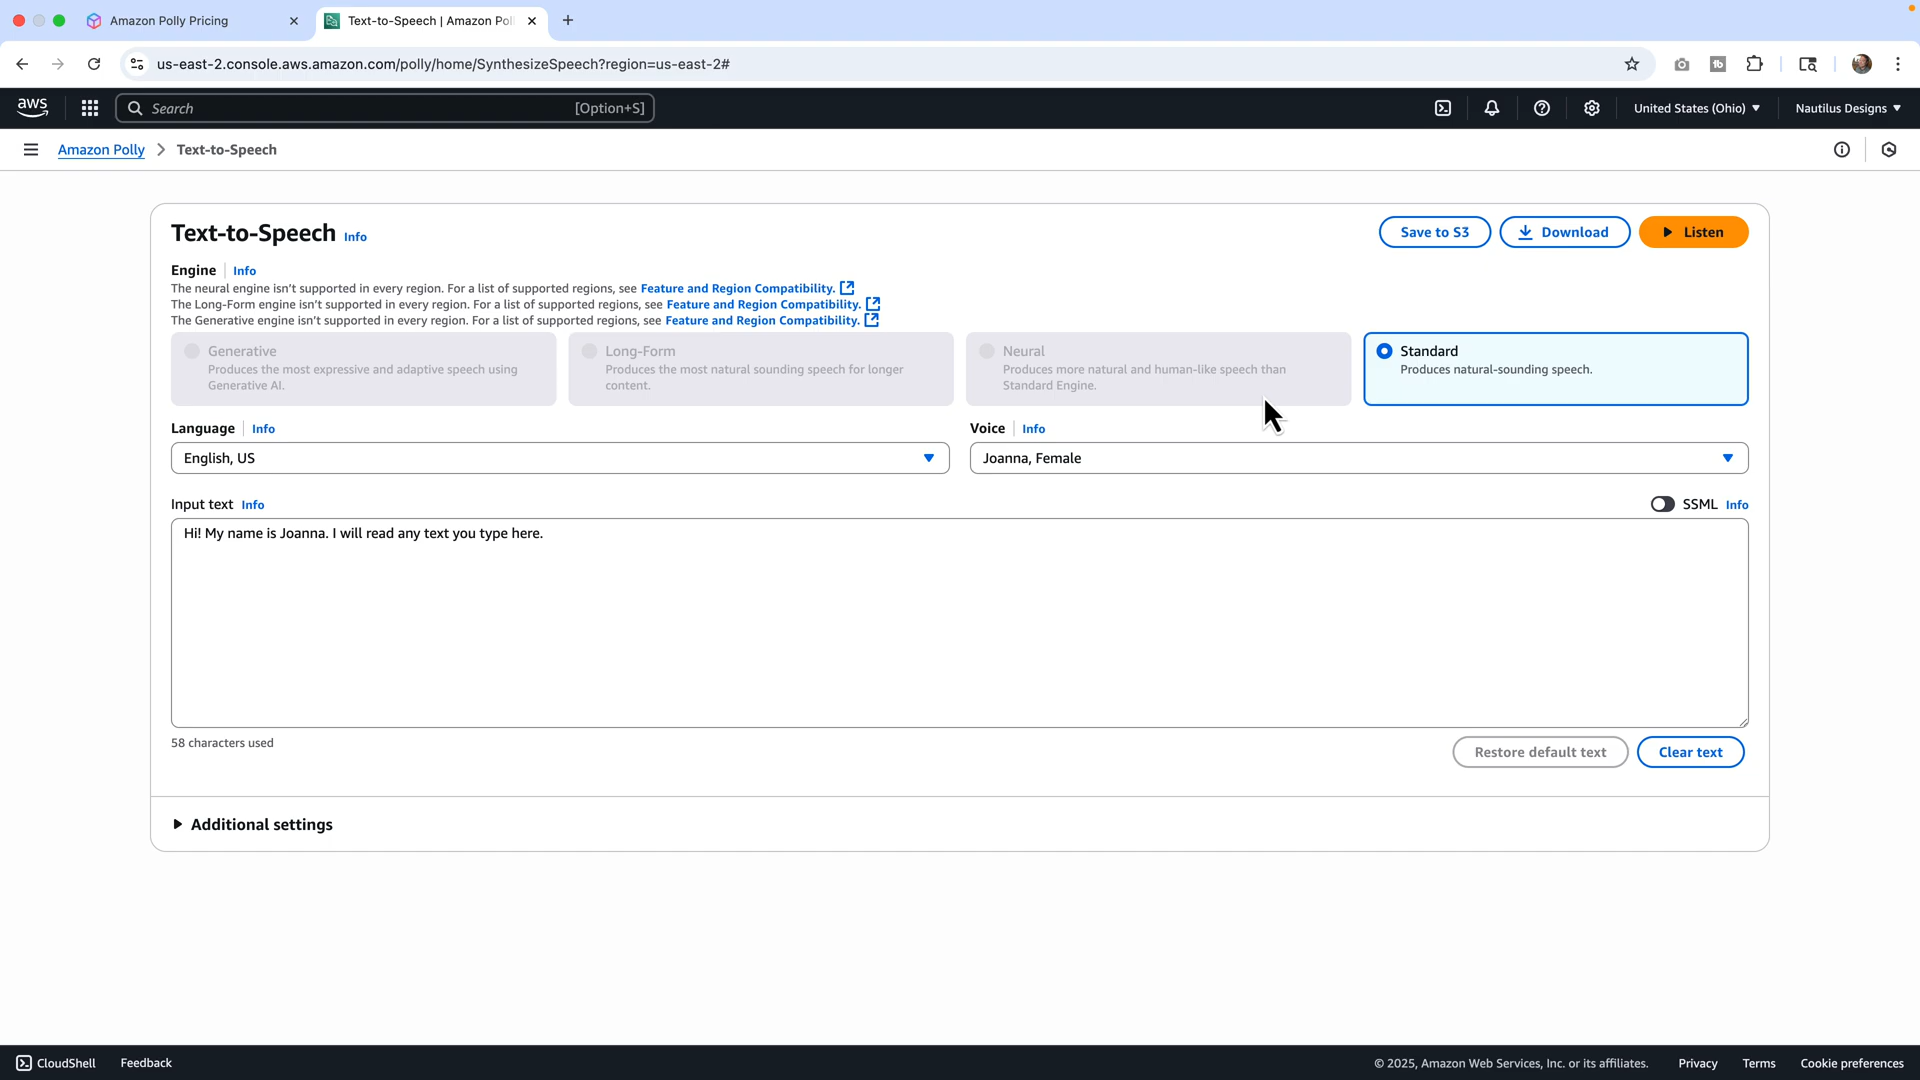 Amazon Polly Pricing
Text-to-Speech | Amazon Pol
us-east-2.console.aws.amazon.com/polly/home/SynthesizeSpeech?region=us-east-2#
aws
Search
[Option+S]
United States (Ohio)
Nautilus Designs
Amazon Polly
Text-to-Speech
Text-to-Speech Info
Save to S3
Download
Listen
Engine Info
The neural engine isn't supported in every region. For a list of supported regions, see Feature and Region Compatibility.
The Long-Form engine isn't supported in every region. For a list of supported regions, see Feature and Region Compatibility.
The Generative engine isn't supported in every region. For a list of supported regions, see Feature and Region Compatibility.
Generative
Produces the most expressive and adaptive speech using
Generative AI.
Long-Form
Produces the most natural sounding speech for longer
content.
Neural
Produces more natural and human-like speech than
Standard Engine.
Standard
Produces natural-sounding speech.
Language Info
English, US
Voice Info
Joanna, Female
Input text Info
SSML Info
Hi! My name is Joanna. I will read any text you type here.
58 characters used
Restore default text
Clear text
Additional settings
CloudShell
Feedback
© 2025, Amazon Web Services, Inc. or its affiliates.
Privacy
Terms
Cookie preferences